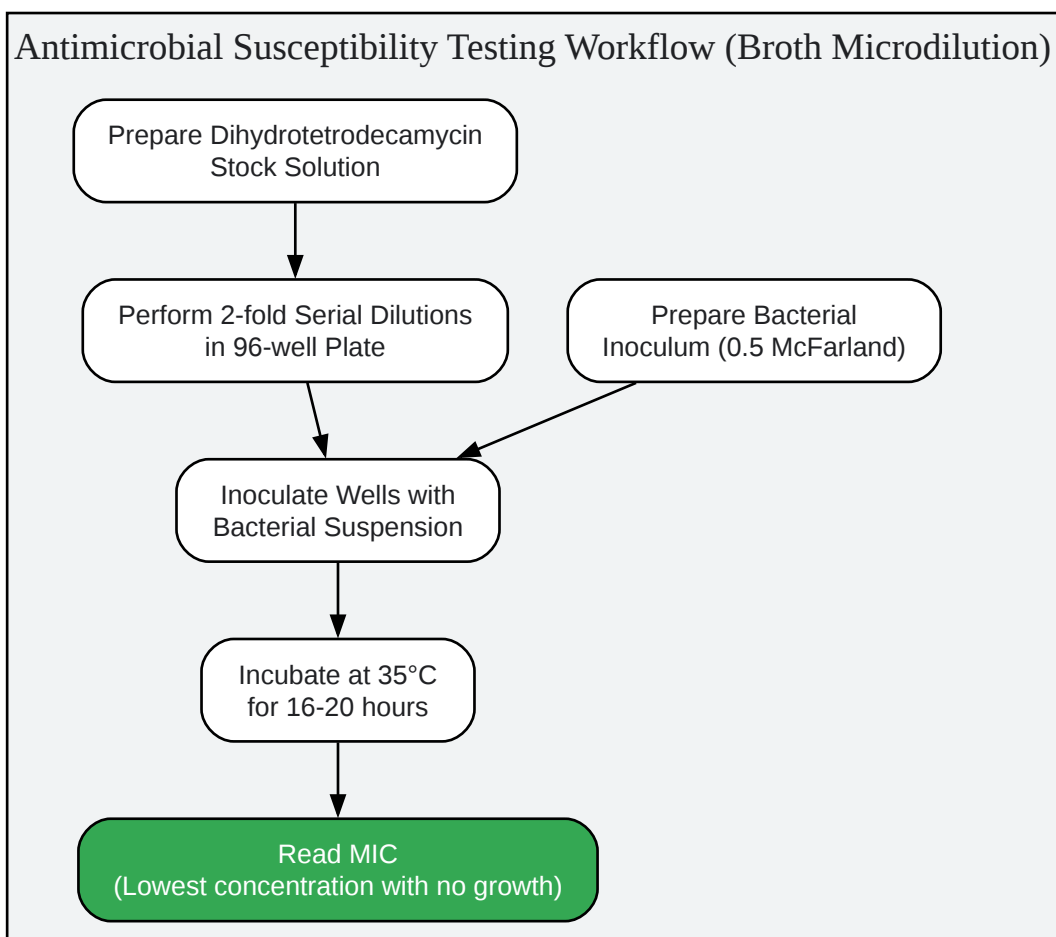 Antimicrobial Susceptibility Testing Workflow (Broth Microdilution)
Prepare Dihydrotetrodecamycin
Stock Solution
Perform 2-fold Serial Dilutions
in 96-well Plate
Prepare Bacterial
Inoculum (0.5 McFarland)
Inoculate Wells with
Bacterial Suspension
Incubate at 35°C
for 16-20 hours
Read MIC
(Lowest concentration with no growth)